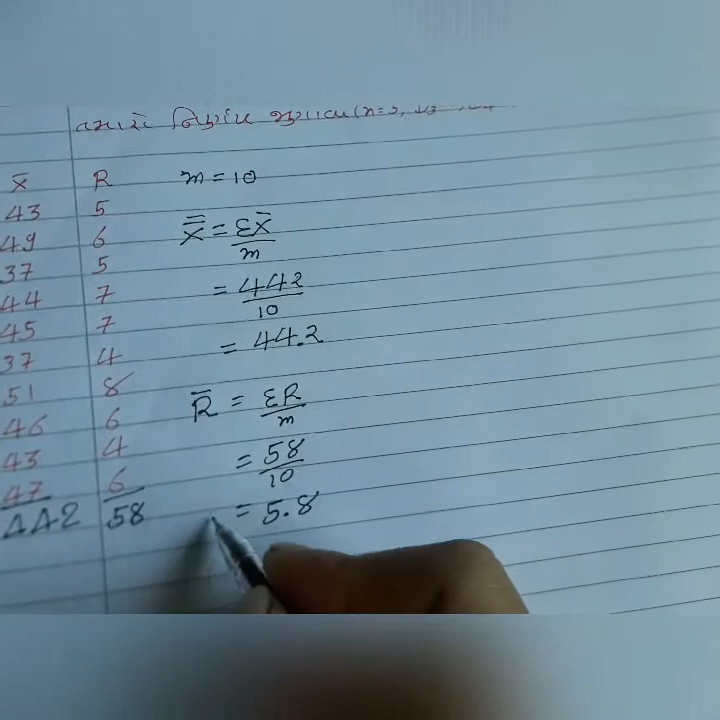 તમારો
x̄ R m = 10
43 5
49 6 x̿ = Σx̄/m
37 5
44 7 = 442/10
45 7
37 4 = 44.2
51 8
46 6 R̄ = ΣR/m
43 4
47 6 = 58/10
442 58 = 5.8